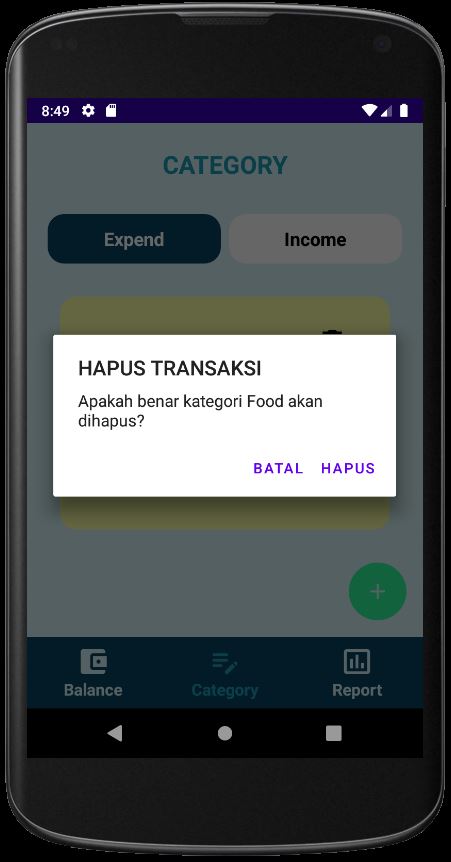 8:49
CATEGORY
Expend
Income
HAPUS TRANSAKSI
Apakah benar kategori Food akan
dihapus?
BATAL HAPUS
Balance
Category
Report